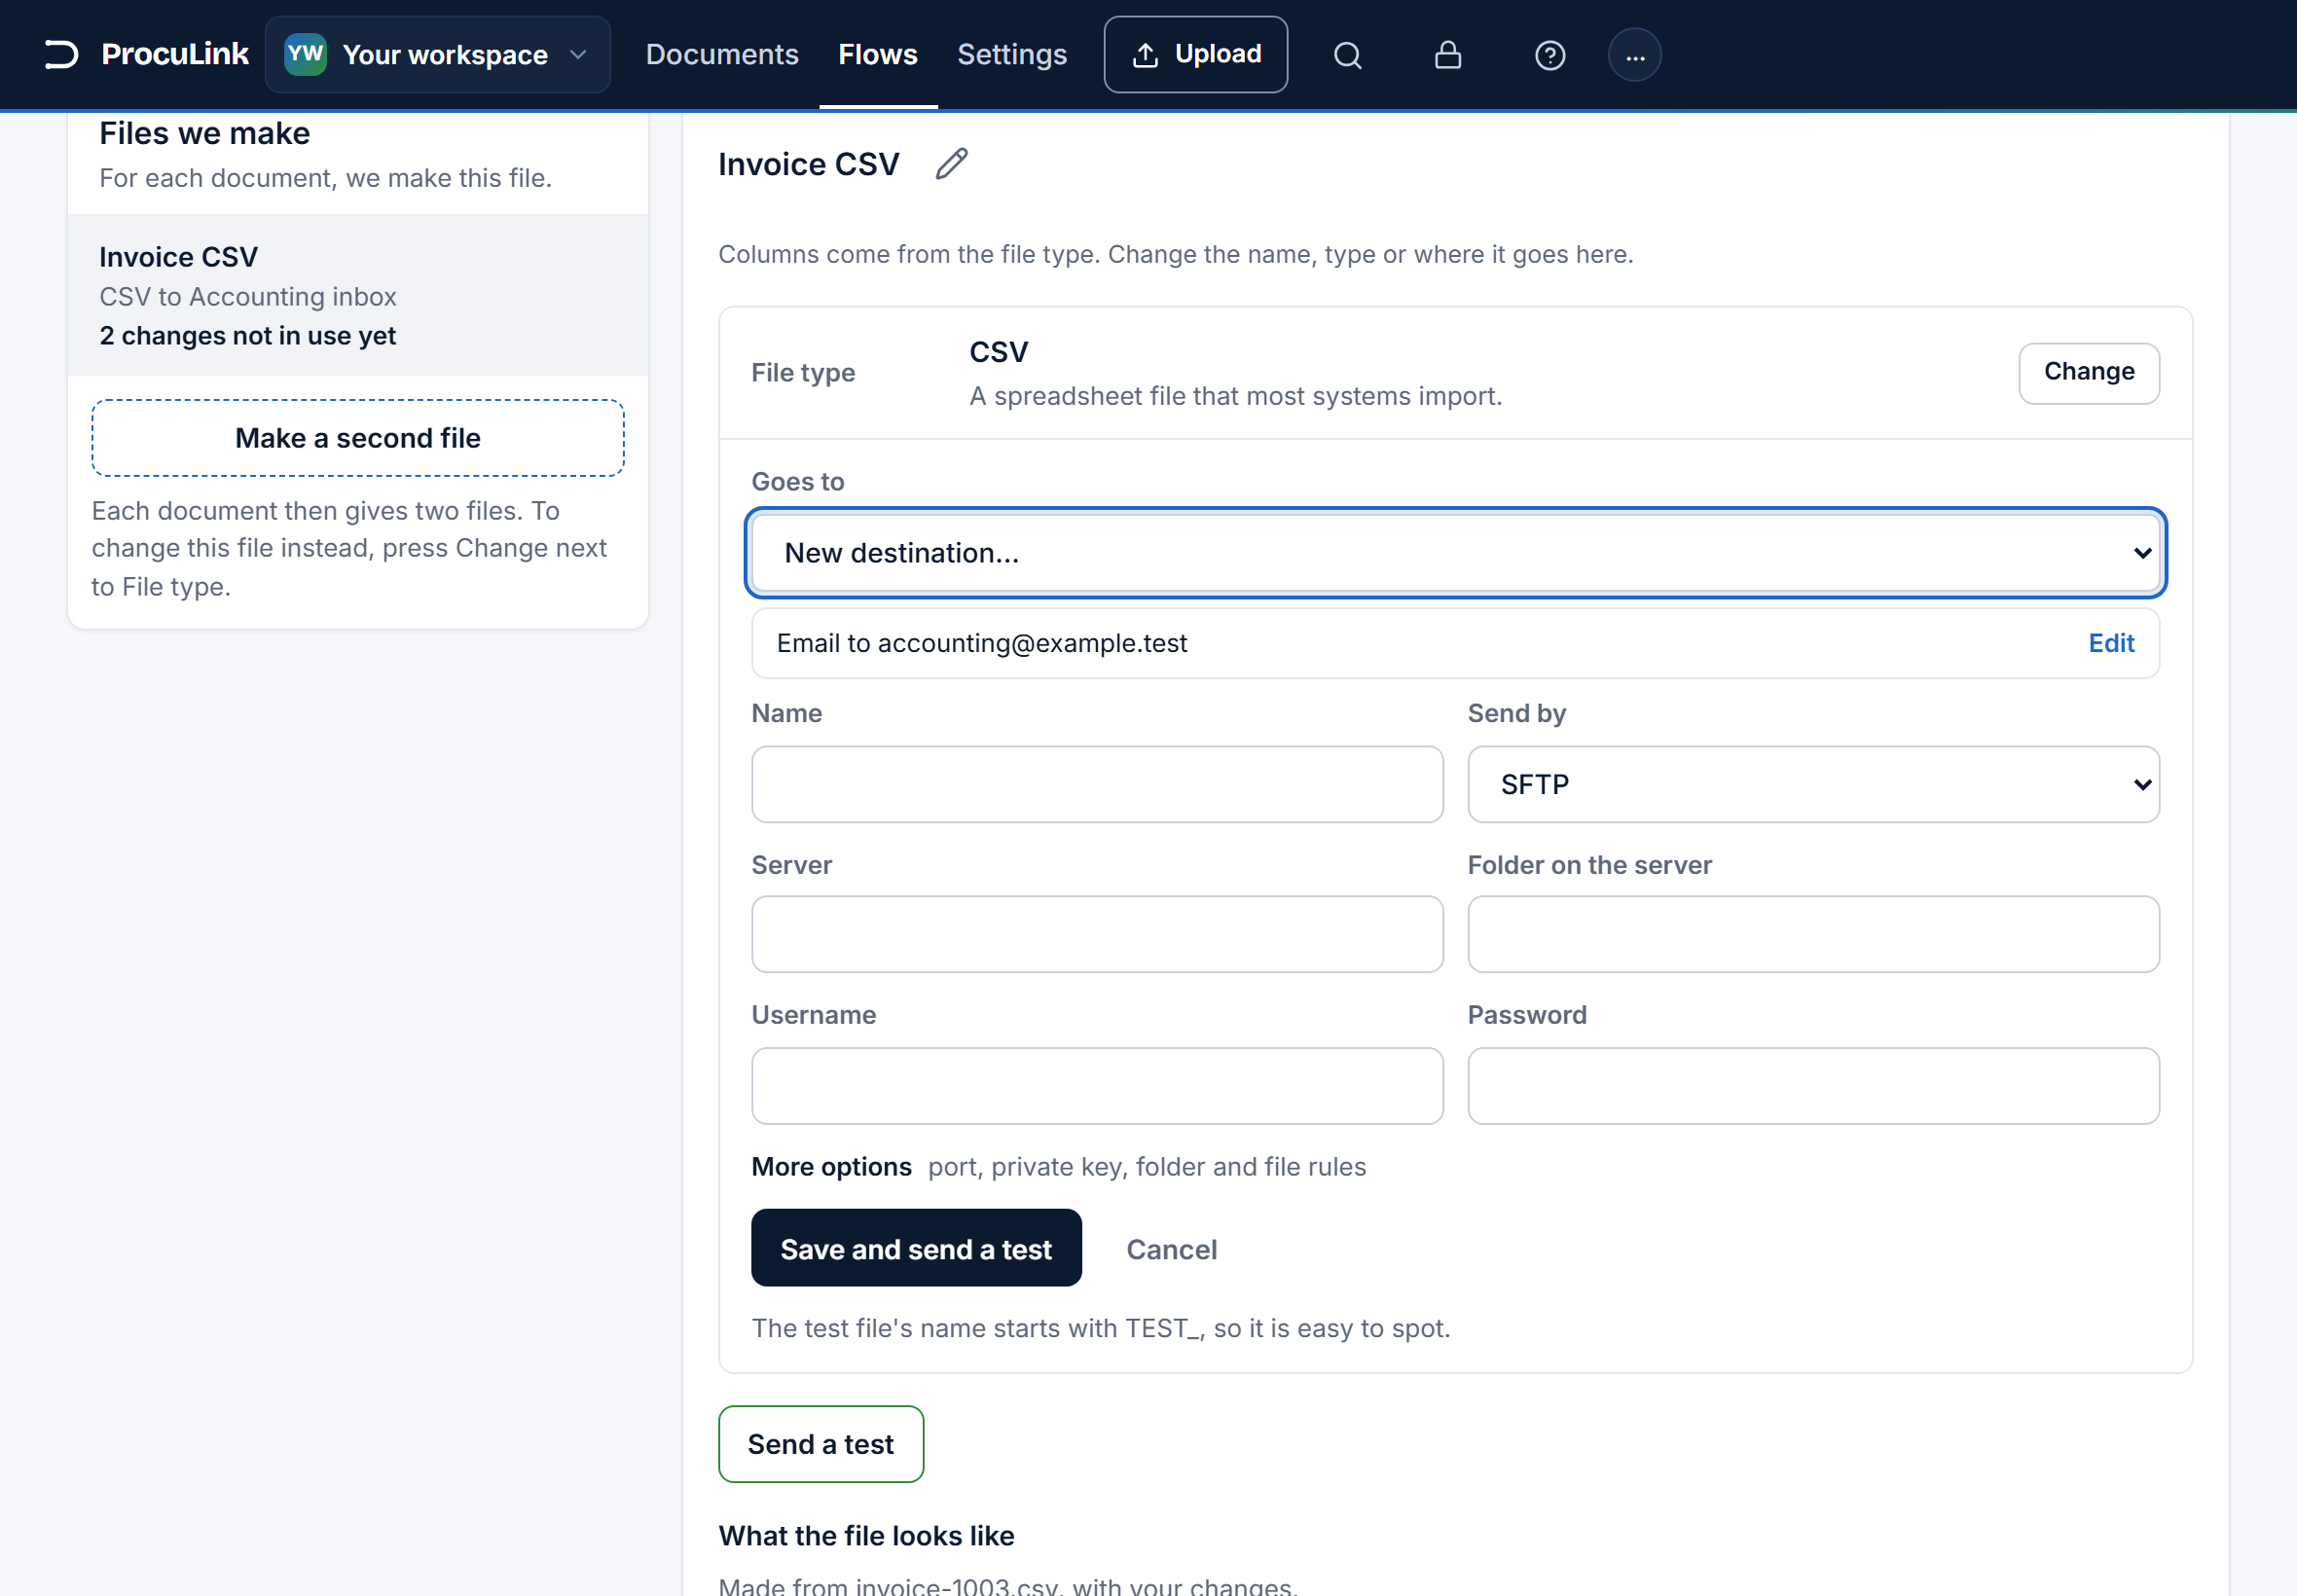 ProcuLink
YW Your workspace
Documents
Flows
Settings
Upload
...
Files we make
For each document, we make this file.
Invoice CSV
CSV to Accounting inbox
2 changes not in use yet
Make a second file
Each document then gives two files. To
change this file instead, press Change next
to File type.
Invoice CSV
Columns come from the file type. Change the name, type or where it goes here.
File type
CSV
A spreadsheet file that most systems import.
Change
Goes to
New destination...
Email to accounting@example.test
Edit
Name
Send by
SFTP
Server
Folder on the server
Username
Password
More options port, private key, folder and file rules
Save and send a test
Cancel
The test file's name starts with TEST_, so it is easy to spot.
Send a test
What the file looks like
Made from invoice-1003.csv, with your changes.